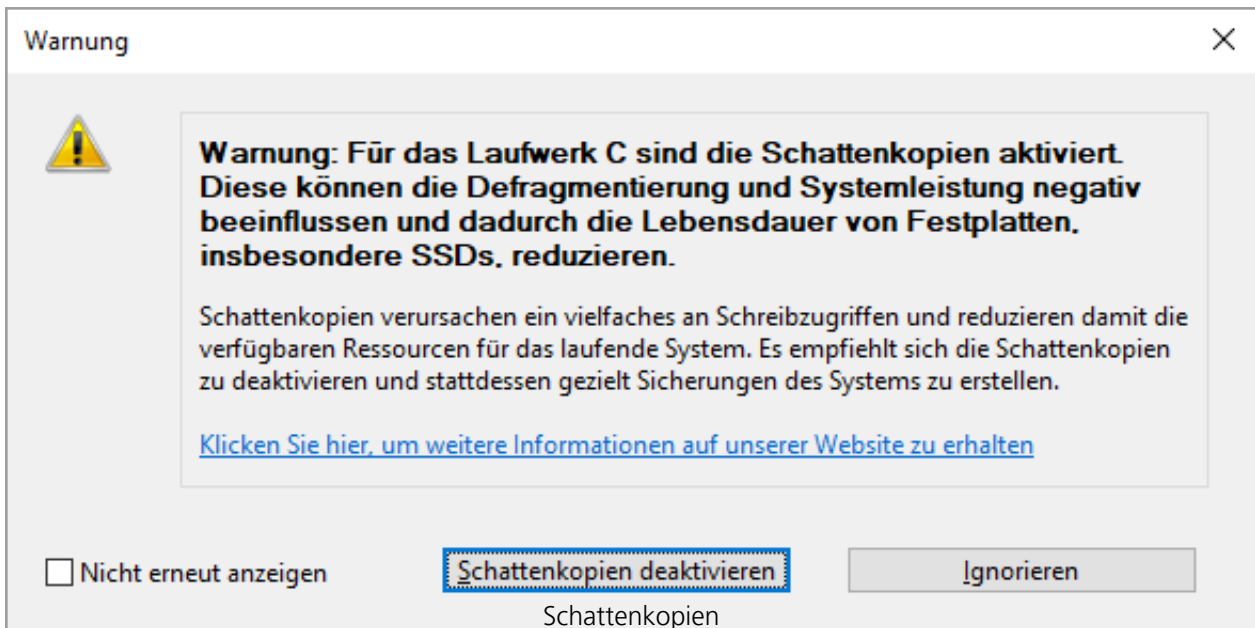 Warnung
Warnung: Für das Laufwerk C sind die Schattenkopien aktiviert.
Diese können die Defragmentierung und Systemleistung negativ
beeinflussen und dadurch die Lebensdauer von Festplatten,
insbesondere SSDs, reduzieren.
Schattenkopien verursachen ein vielfaches an Schreibzugriffen und reduzieren damit die
verfügbaren Ressourcen für das laufende System. Es empfiehlt sich die Schattenkopien
zu deaktivieren und stattdessen gezielt Sicherungen des Systems zu erstellen.
Klicken Sie hier, um weitere Informationen auf unserer Website zu erhalten
Nicht erneut anzeigen
Schattenkopien deaktivieren
Ignorieren
Schattenkopien